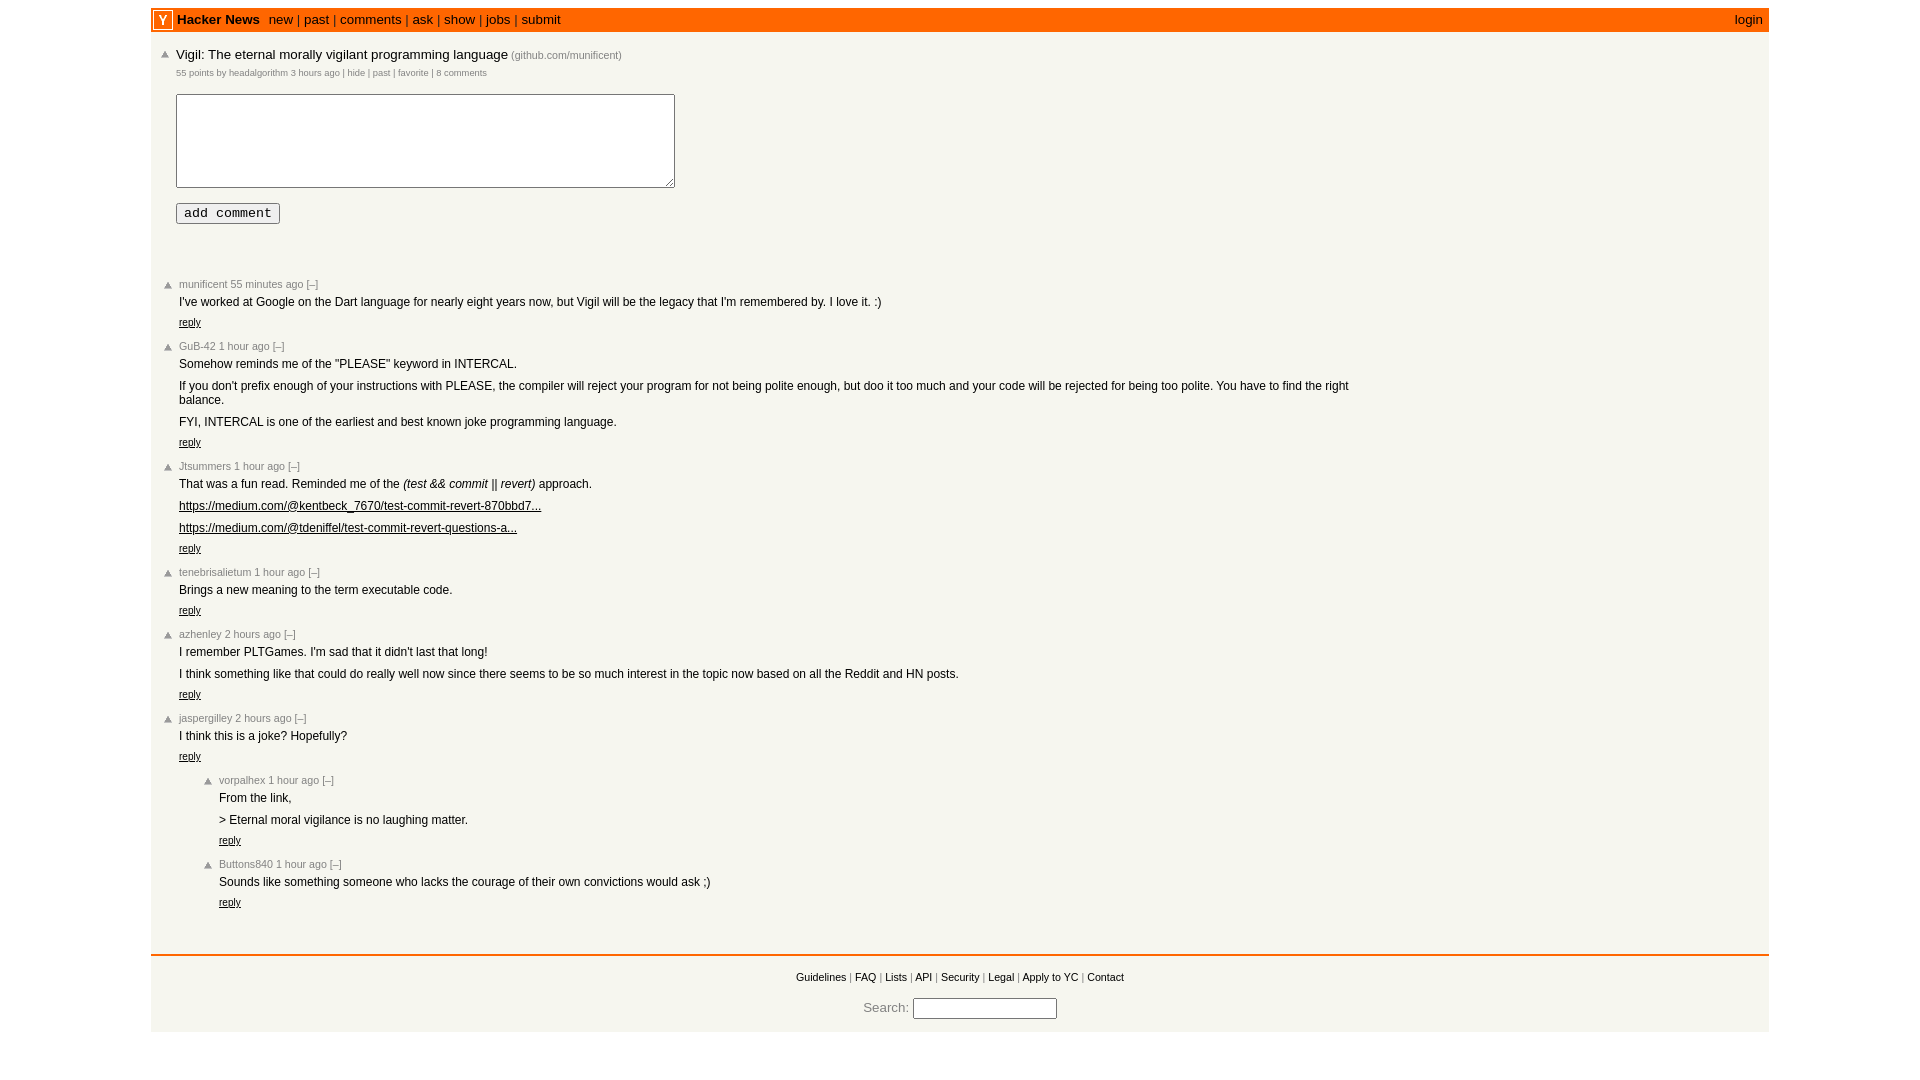 Y Hacker News new | past | comments | ask | show | jobs | submit login
Vigil: The eternal morally vigilant programming language (github.com/munificent)
55 points by headalgorithm 3 hours ago | hide | past | favorite | 8 comments
add comment
munificent 55 minutes ago [–]
I've worked at Google on the Dart language for nearly eight years now, but Vigil will be the legacy that I'm remembered by. I love it. :)
reply
GuB-42 1 hour ago [–]
Somehow reminds me of the "PLEASE" keyword in INTERCAL.
If you don't prefix enough of your instructions with PLEASE, the compiler will reject your program for not being polite enough, but doo it too much and your code will be rejected for being too polite. You have to find the right
balance.
FYI, INTERCAL is one of the earliest and best known joke programming language.
reply
Jtsummers 1 hour ago [–]
That was a fun read. Reminded me of the (test && commit || revert) approach.
https://medium.com/@kentbeck_7670/test-commit-revert-870bbd7...
https://medium.com/@tdeniffel/test-commit-revert-questions-a...
reply
tenebrisalietum 1 hour ago [–]
Brings a new meaning to the term executable code.
reply
azhenley 2 hours ago [–]
I remember PLTGames. I'm sad that it didn't last that long!
I think something like that could do really well now since there seems to be so much interest in the topic now based on all the Reddit and HN posts.
reply
jaspergilley 2 hours ago [–]
I think this is a joke? Hopefully?
reply
vorpalhex 1 hour ago [–]
From the link,
> Eternal moral vigilance is no laughing matter.
reply
Buttons840 1 hour ago [–]
Sounds like something someone who lacks the courage of their own convictions would ask ;)
reply
Guidelines | FAQ | Lists | API | Security | Legal | Apply to YC | Contact
Search: